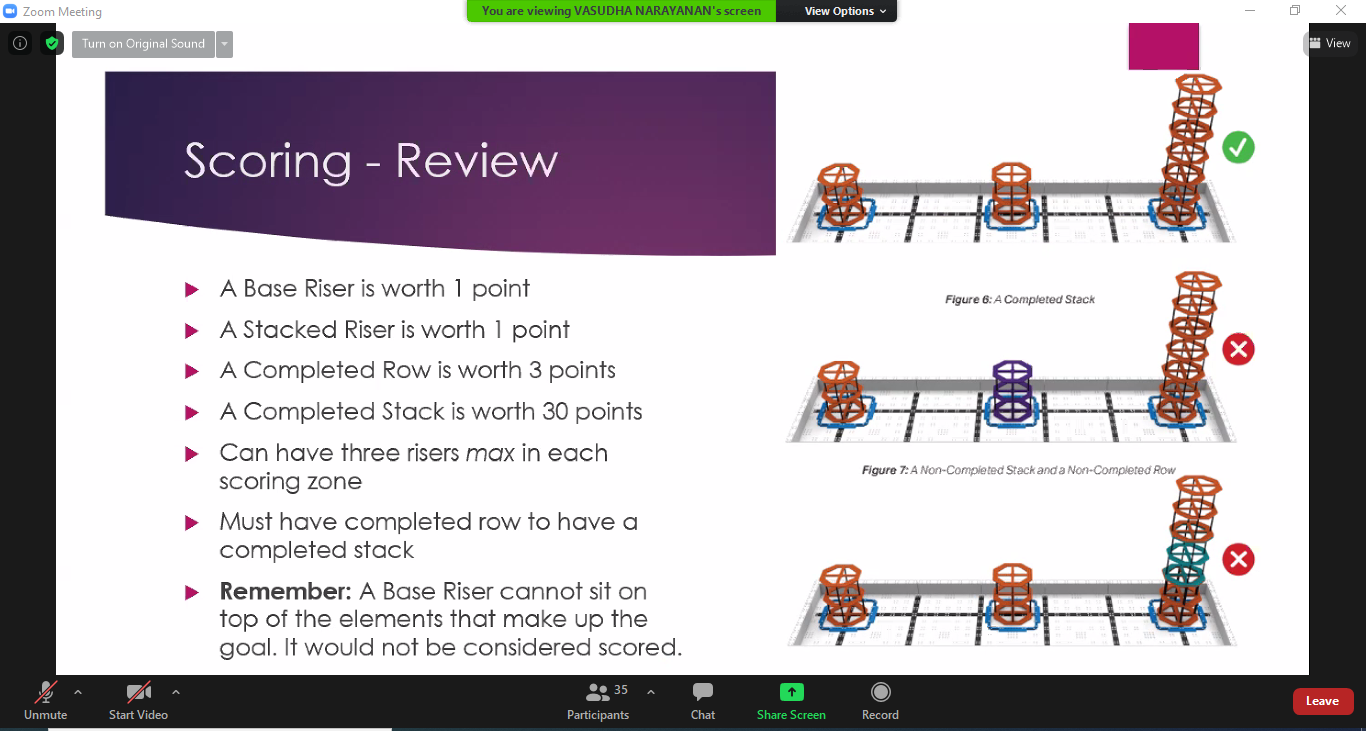 Zoom Meeting
You are viewing VASUDHA NARAYANAN's screen
View Options
Turn on Original Sound
View
Scoring - Review
A Base Riser is worth 1 point
A Stacked Riser is worth 1 point
A Completed Row is worth 3 points
A Completed Stack is worth 30 points
Can have three risers max in each
scoring zone
Must have completed row to have a
completed stack
Remember: A Base Riser cannot sit on
top of the elements that make up the
goal. It would not be considered scored.
Figure 6: A Completed Stack
Figure 7: A Non-Completed Stack and a Non-Completed Row
Unmute
Start Video
35
Participants
Chat
Share Screen
Record
Leave